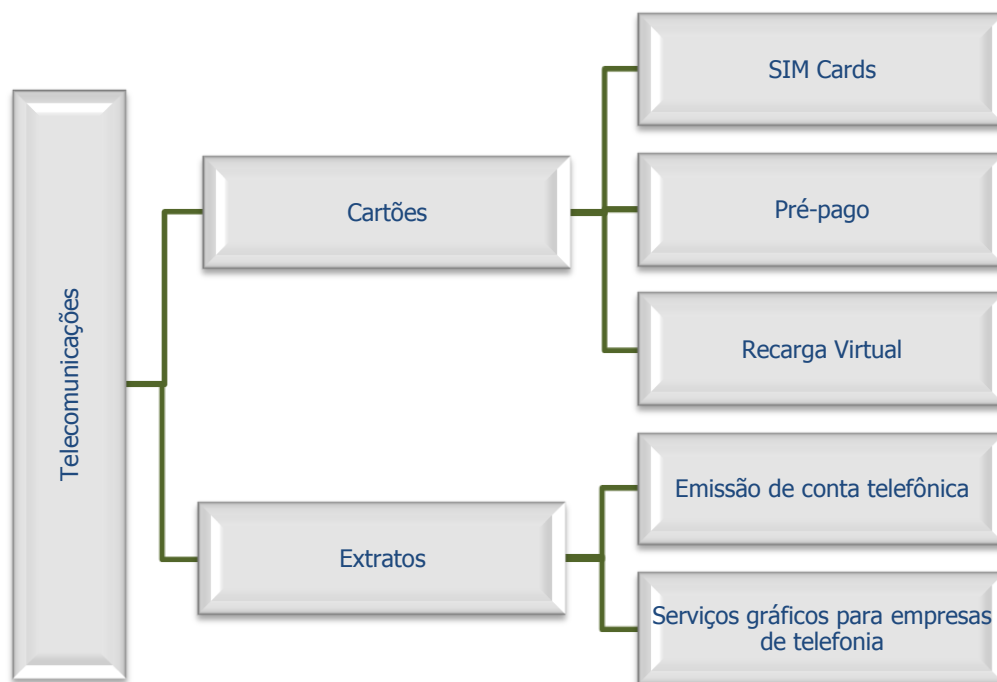 Telecomunicações
Cartões
SIM Cards
Pré-pago
Recarga Virtual
Extratos
Emissão de conta telefônica
Serviços gráficos para empresas
de telefonia